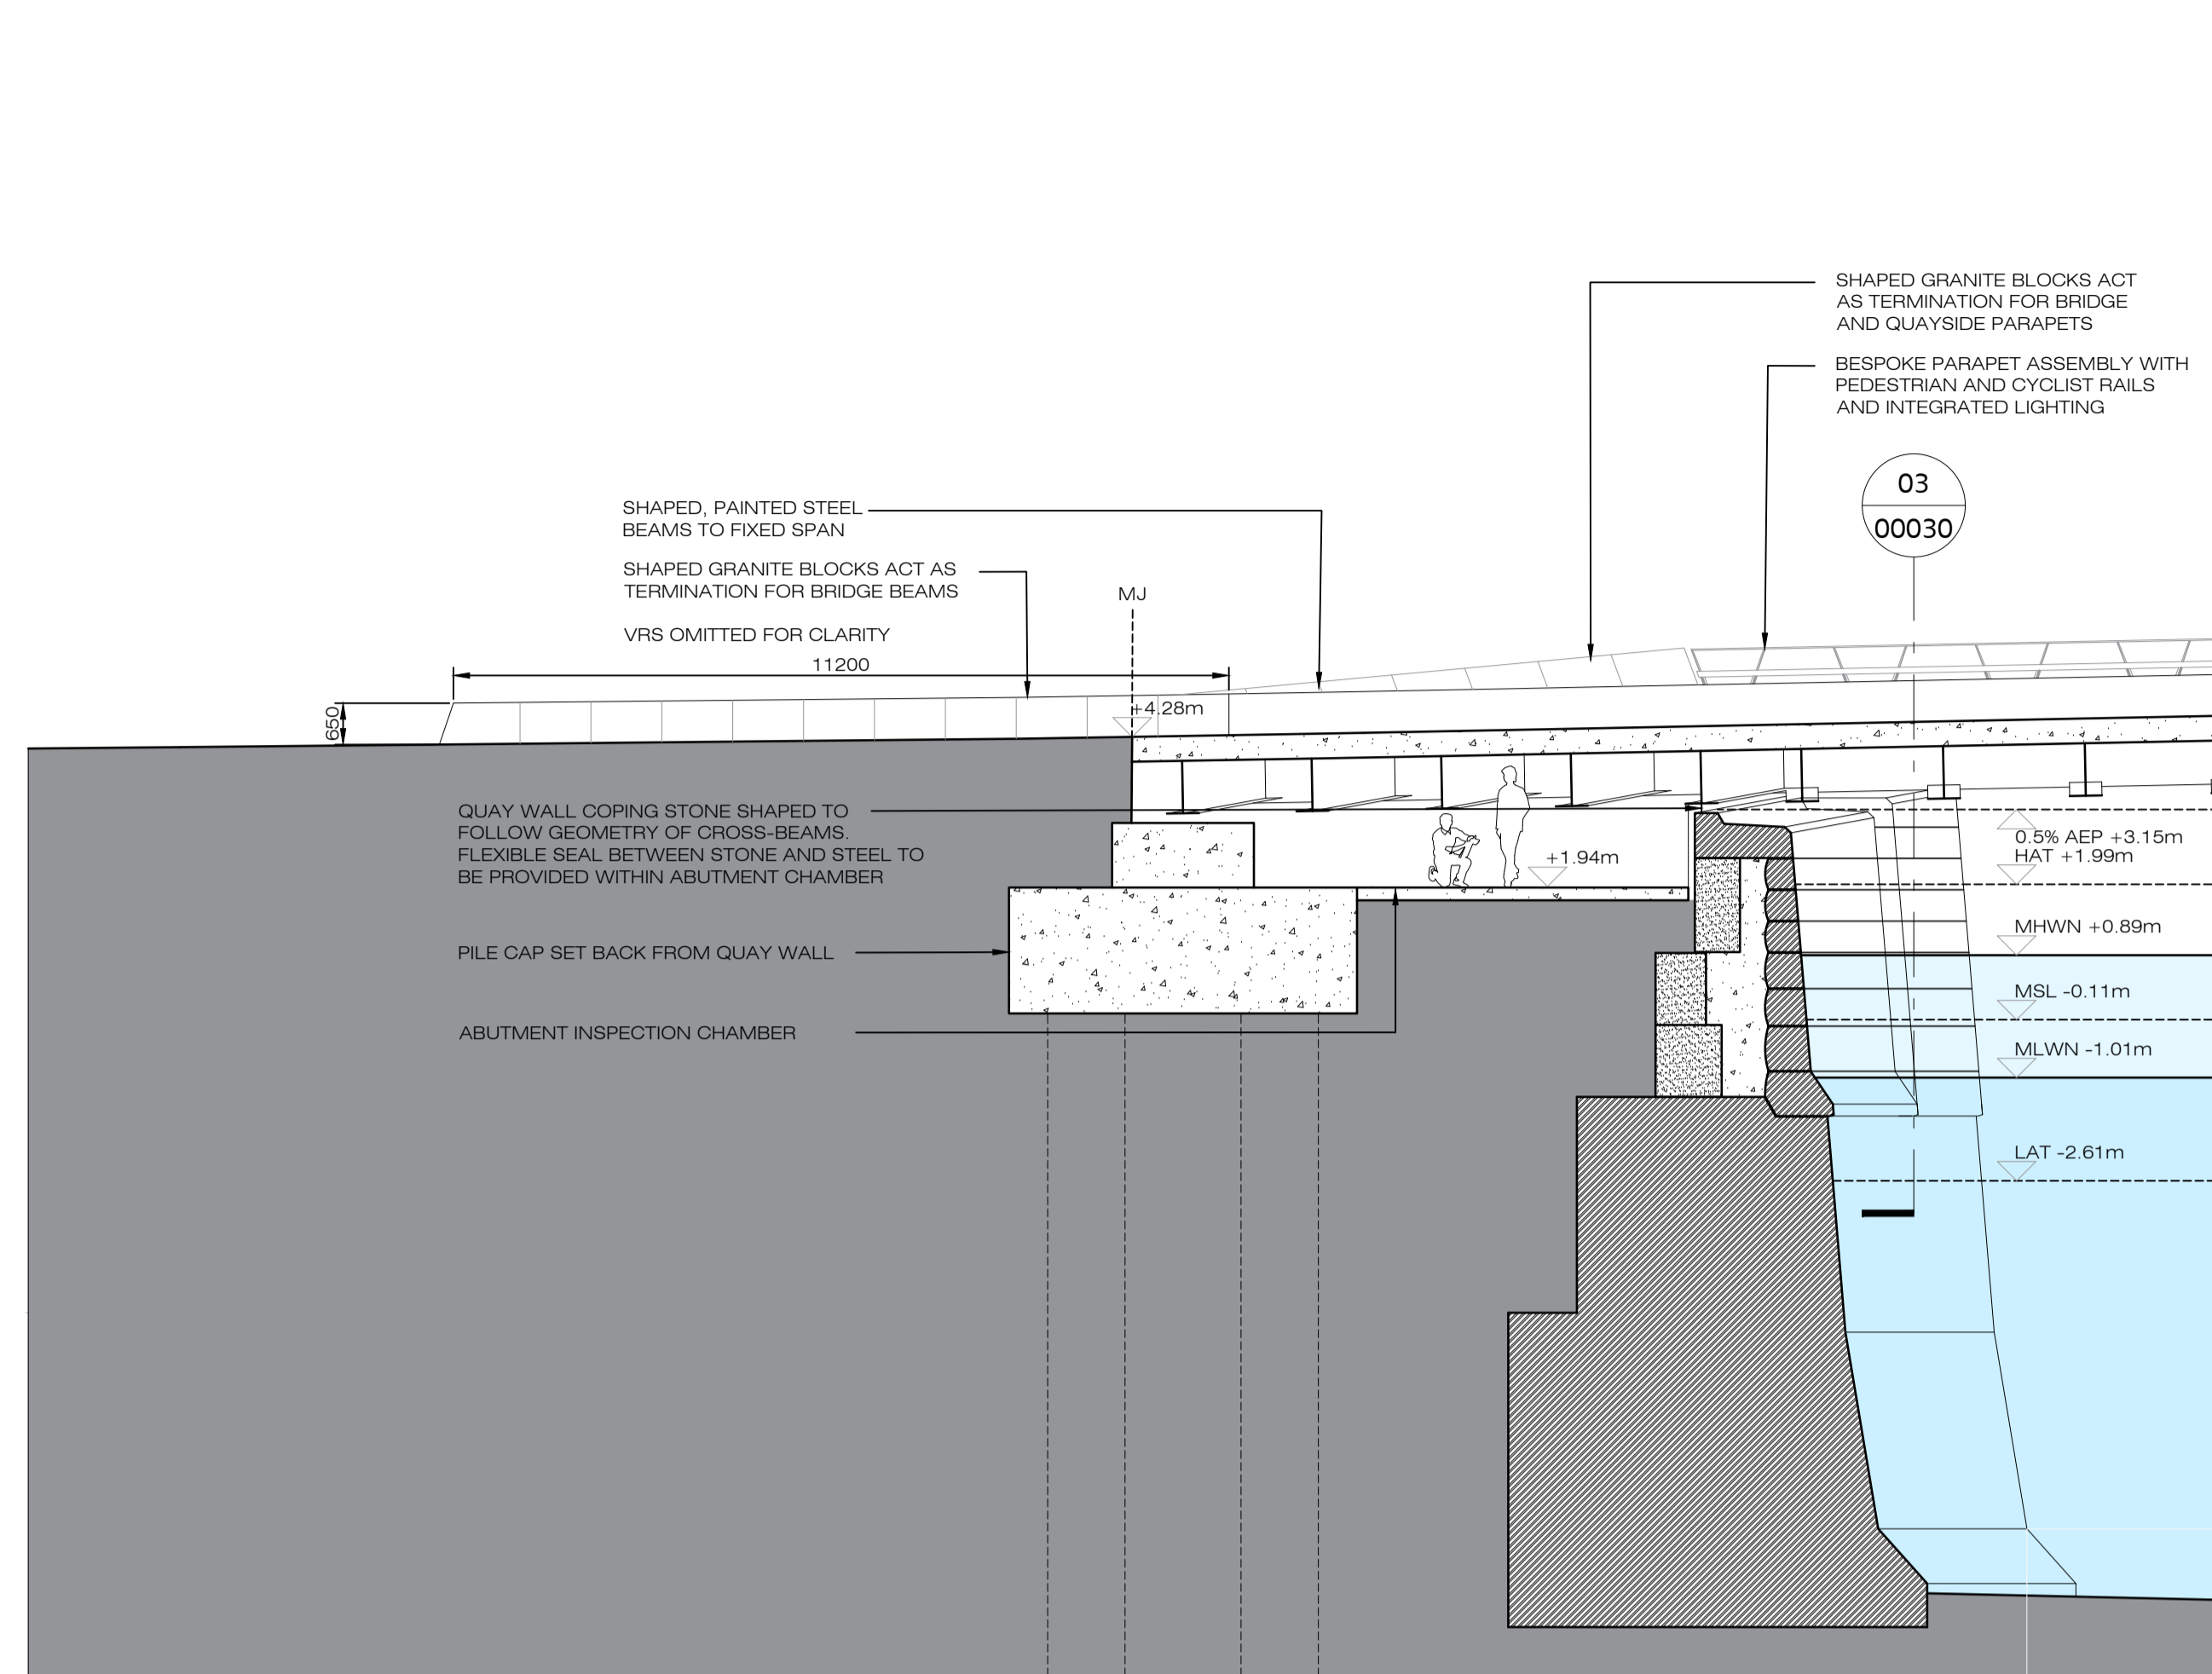 SHAPED GRANITE BLOCKS ACT
AS TERMINATION FOR BRIDGE
AND QUAYSIDE PARAPETS
BESPOKE PARAPET ASSEMBLY WITH
PEDESTRIAN AND CYCLIST RAILS
AND INTEGRATED LIGHTING
03
00030
SHAPED, PAINTED STEEL
BEAMS TO FIXED SPAN
SHAPED GRANITE BLOCKS ACT AS
TERMINATION FOR BRIDGE BEAMS
MJ
VRS OMITTED FOR CLARITY
11200
650
+4.28m
QUAY WALL COPING STONE SHAPED TO
FOLLOW GEOMETRY OF CROSS-BEAMS.
FLEXIBLE SEAL BETWEEN STONE AND STEEL TO
BE PROVIDED WITHIN ABUTMENT CHAMBER
+1.94m
0.5% AEP +3.15m
HAT +1.99m
MHWN +0.89m
PILE CAP SET BACK FROM QUAY WALL
MSL -0.11m
ABUTMENT INSPECTION CHAMBER
MLWN -1.01m
LAT -2.61m